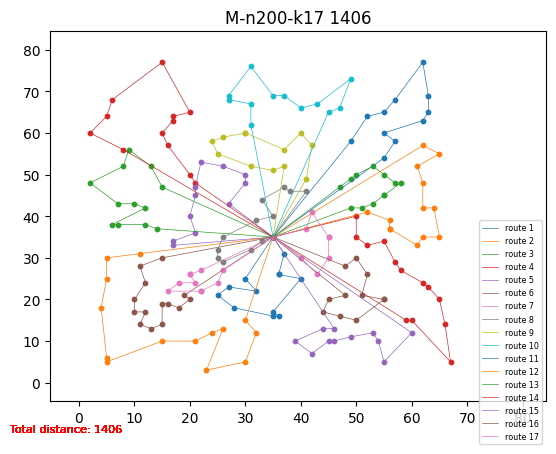 M-n200-k17 1406
80
70
60
50
40
30
20
10
0
0
10
20
30
40
50
60
70
80
route 1
route 2
route 3
route 4
route 5
route 6
route 7
route 8
route 9
route 10
route 11
route 12
route 13
route 14
route 15
route 16
route 17
Total distance: 1406